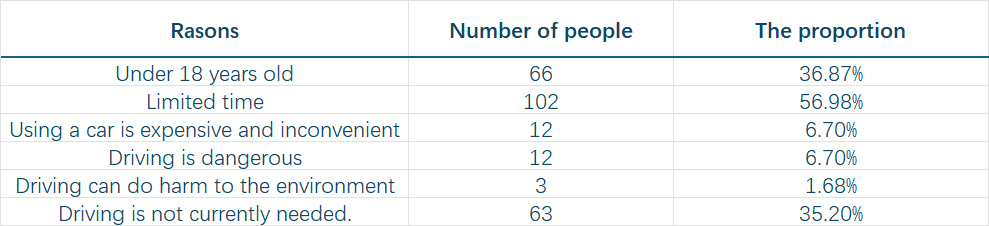 Rasons Number of people The proportion
Under 18 years old 66 36.87%
Limited time 102 56.98%
Using a car is expensive and inconvenient 12 6.70%
Driving is dangerous 12 6.70%
Driving can do harm to the environment 3 1.68%
Driving is not currently needed. 63 35.20%